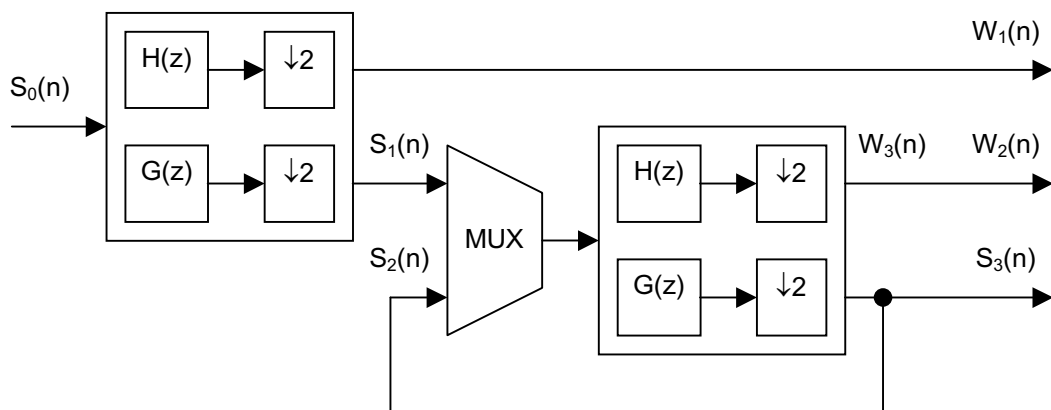 W₁(n)
H(z) ↓2
S₀(n)
S₁(n) W₃(n) W₂(n)
G(z) ↓2 H(z) ↓2
MUX
S₂(n) S₃(n)
G(z) ↓2